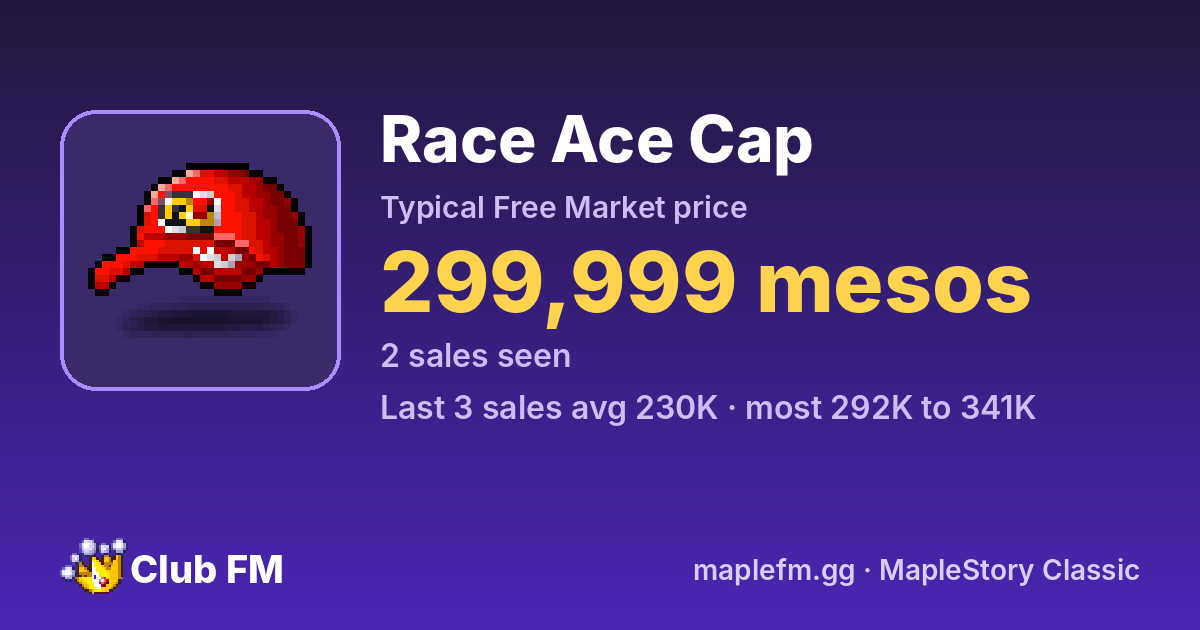 Race Ace Cap
Typical Free Market price
299,999 mesos
2 sales seen
Last 3 sales avg 230K · most 292K to 341K
Club FM
maplefm.gg · MapleStory Classic